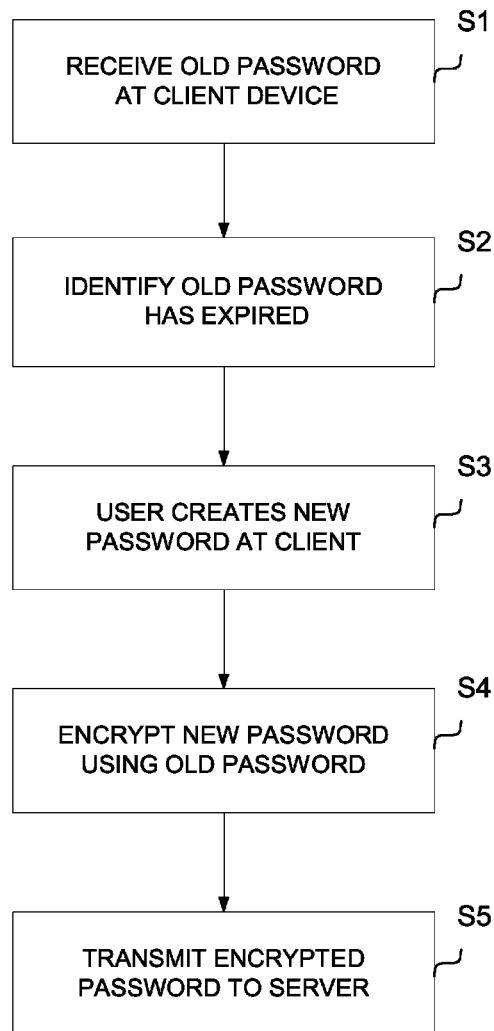 S1
RECEIVE OLD PASSWORD
AT CLIENT DEVICE
S2
IDENTIFY OLD PASSWORD
HAS EXPIRED
S3
USER CREATES NEW
PASSWORD AT CLIENT
S4
ENCRYPT NEW PASSWORD
USING OLD PASSWORD
S5
TRANSMIT ENCRYPTED
PASSWORD TO SERVER